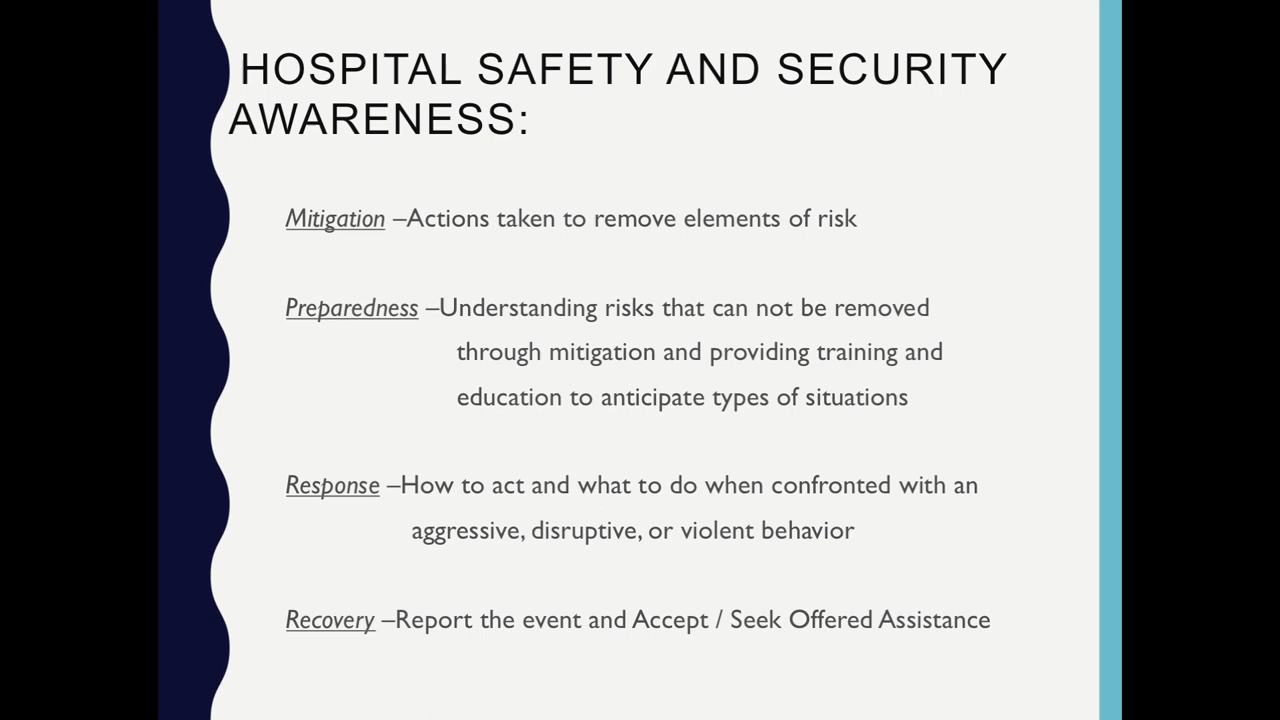 HOSPITAL SAFETY AND SECURITY
AWARENESS:
Mitigation –Actions taken to remove elements of risk
Preparedness –Understanding risks that can not be removed
through mitigation and providing training and
education to anticipate types of situations
Response –How to act and what to do when confronted with an
aggressive, disruptive, or violent behavior
Recovery –Report the event and Accept / Seek Offered Assistance